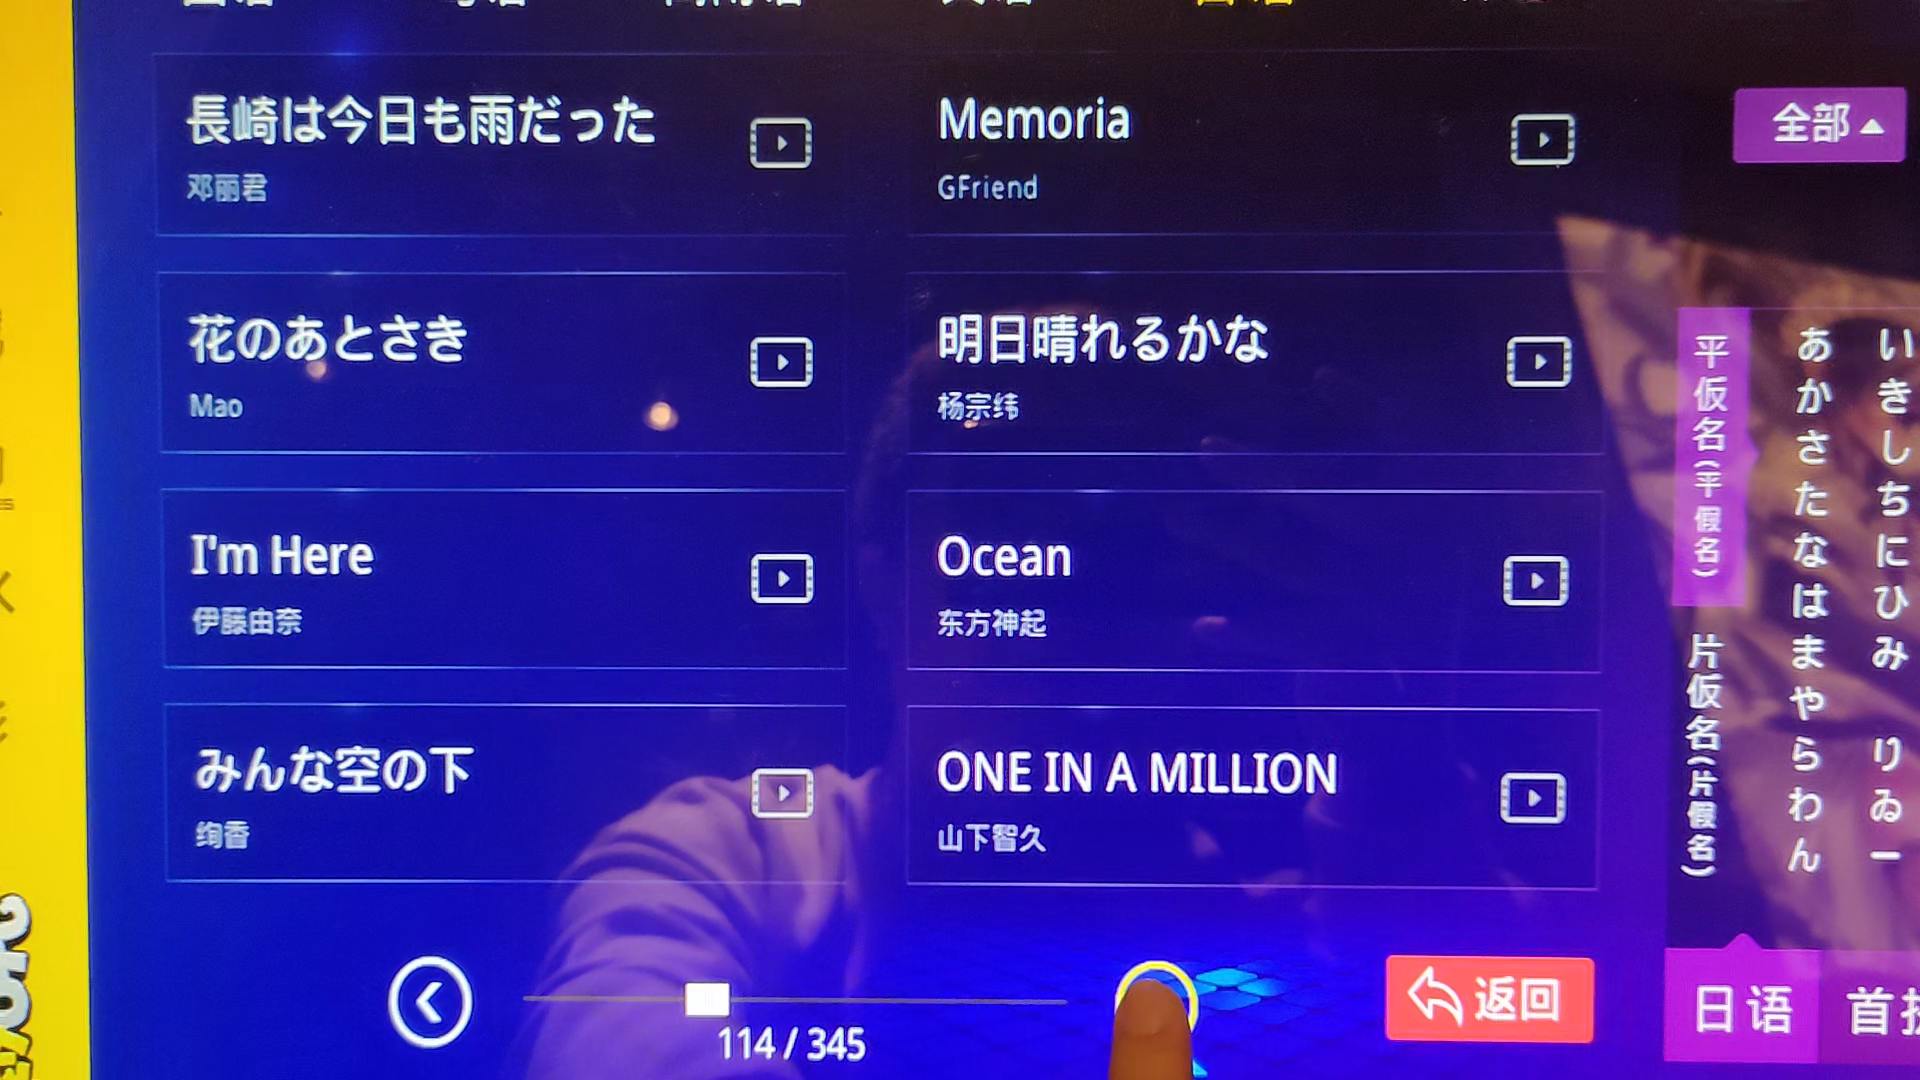 長崎は今日も雨だった
邓丽君
Memoria
GFriend
全部
花のあとさき
Mao
明日晴れるかな
杨宗纬
I'm Here
伊藤由奈
Ocean
东方神起
みんな空の下
绚香
ONE IN A MILLION
山下智久
平仮名(平假名)
片仮名(片假名)
あかさたなはまやらわん
いきしちにひみ りゐー
114 / 345
返回
日语
首